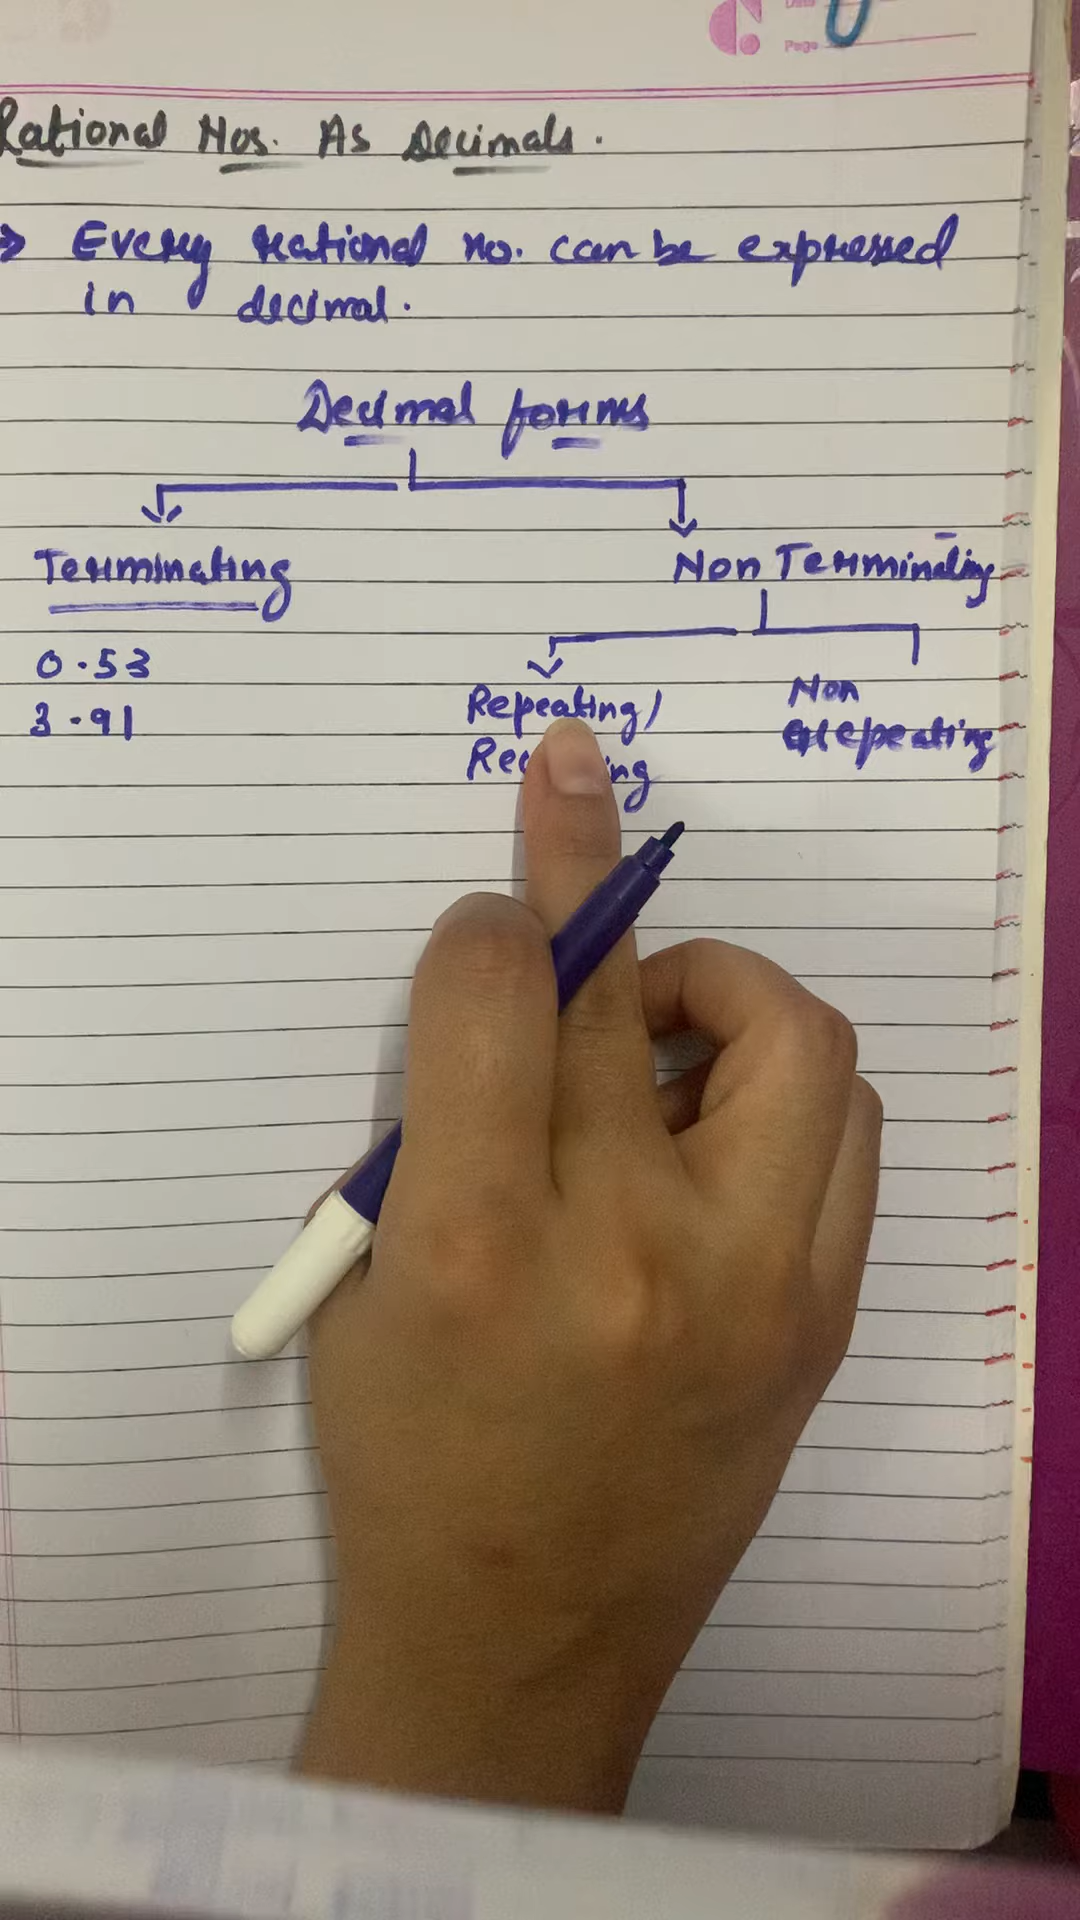 Page
Rational Nos. As Decimals.
→ Every rational no. can be expressed
in decimal.
Decimal forms
Terminating
Non Terminating
0.53
3.91
Repeating/
Non
repeating